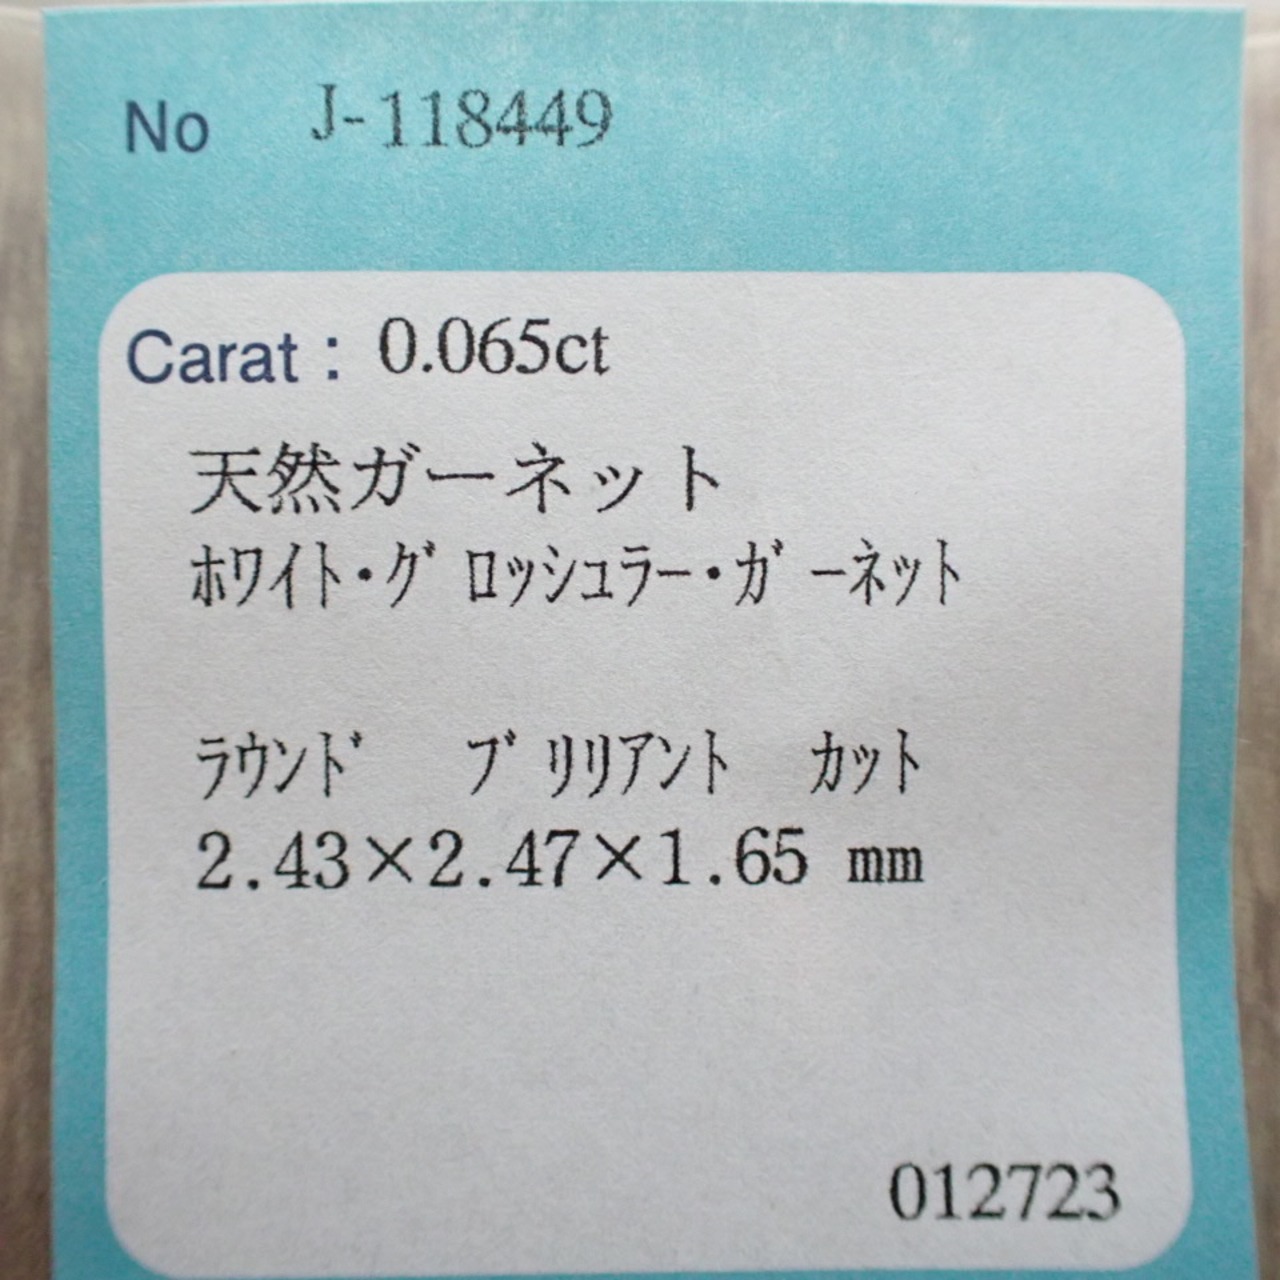 No J-118449
Carat : 0.065ct
天然ガーネット
ﾎﾜｲﾄ・ｸﾞﾛｯｼｭﾗｰ・ｶﾞｰﾈｯﾄ
ﾗｳﾝﾄﾞ ﾌﾞﾘﾘｱﾝﾄ ｶｯﾄ
2.43×2.47×1.65 mm
012723